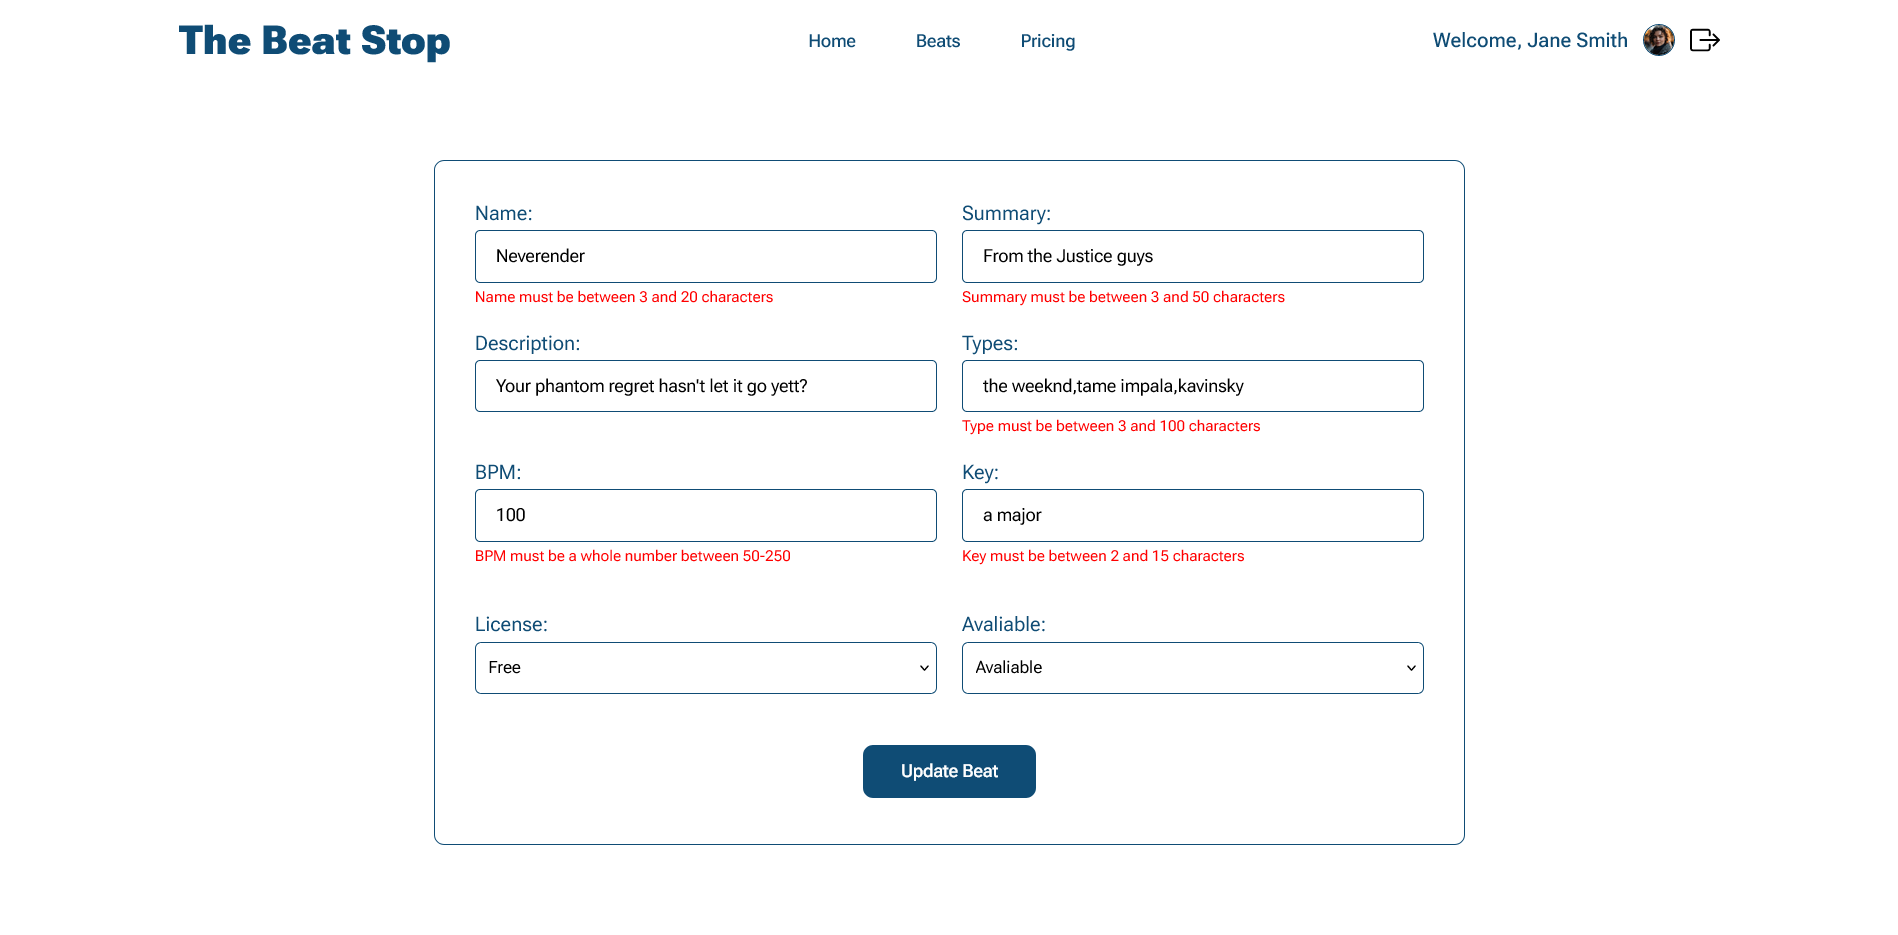 The Beat Stop
Home Beats Pricing
Welcome, Jane Smith
Name:
Neverender
Name must be between 3 and 20 characters
Summary:
From the Justice guys
Summary must be between 3 and 50 characters
Description:
Your phantom regret hasn't let it go yett?
Types:
the weeknd,tame impala,kavinsky
Type must be between 3 and 100 characters
BPM:
100
BPM must be a whole number between 50-250
Key:
a major
Key must be between 2 and 15 characters
License:
Free
Avaliable:
Avaliable
Update Beat